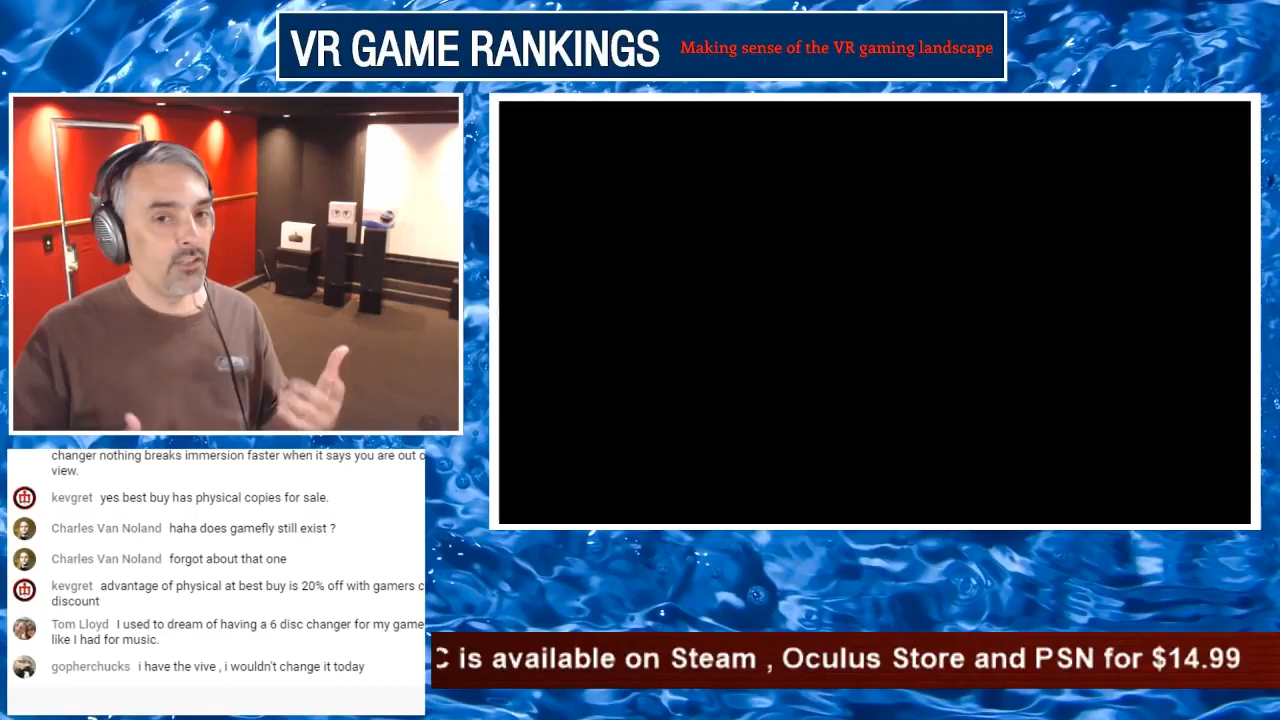 VR GAME RANKINGS
Making sense of the VR gaming landscape
changer nothing breaks immersion faster when it says you are out
view.
kevgret yes best buy has physical copies for sale.
Charles Van Noland haha does gamefly still exist ?
Charles Van Noland forgot about that one
kevgret advantage of physical at best buy is 20% off with gamers
discount
Tom Lloyd I used to dream of having a 6 disc changer for my game
like I had for music.
gopherchucks i have the vive , i wouldn't change it today
C is available on Steam , Oculus Store and PSN for $14.99